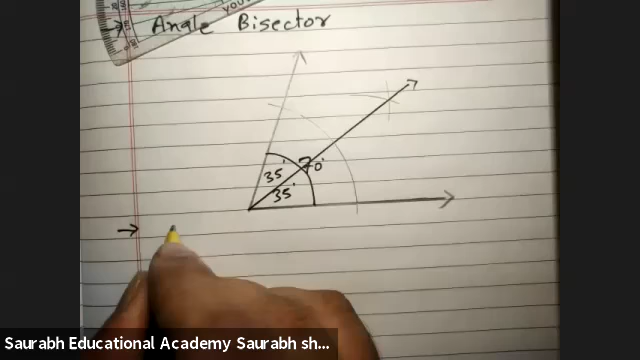 → Angle Bisector
70°
35°
35°
→
Saurabh Educational Academy Saurabh sh...